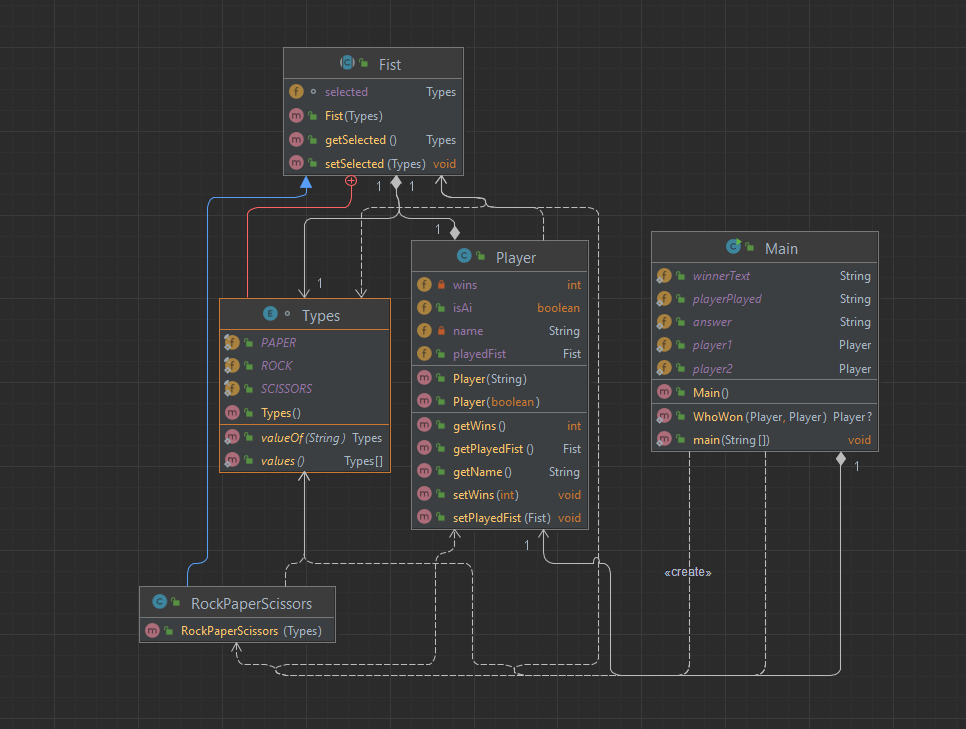 Fist
selected Types
Fist(Types)
getSelected () Types
setSelected (Types) void
1 1
1
1
Player
wins int
isAi boolean
name String
playedFist Fist
Player(String)
Player(boolean)
getWins () int
getPlayedFist () Fist
getName () String
setWins (int) void
setPlayedFist (Fist) void
1
Main
winnerText String
playerPlayed String
answer String
player1 Player
player2 Player
Main()
WhoWon (Player, Player) Player?
main(String[]) void
1
Types
PAPER
ROCK
SCISSORS
Types()
valueOf(String) Types
values() Types[]
«create»
RockPaperScissors
RockPaperScissors (Types)